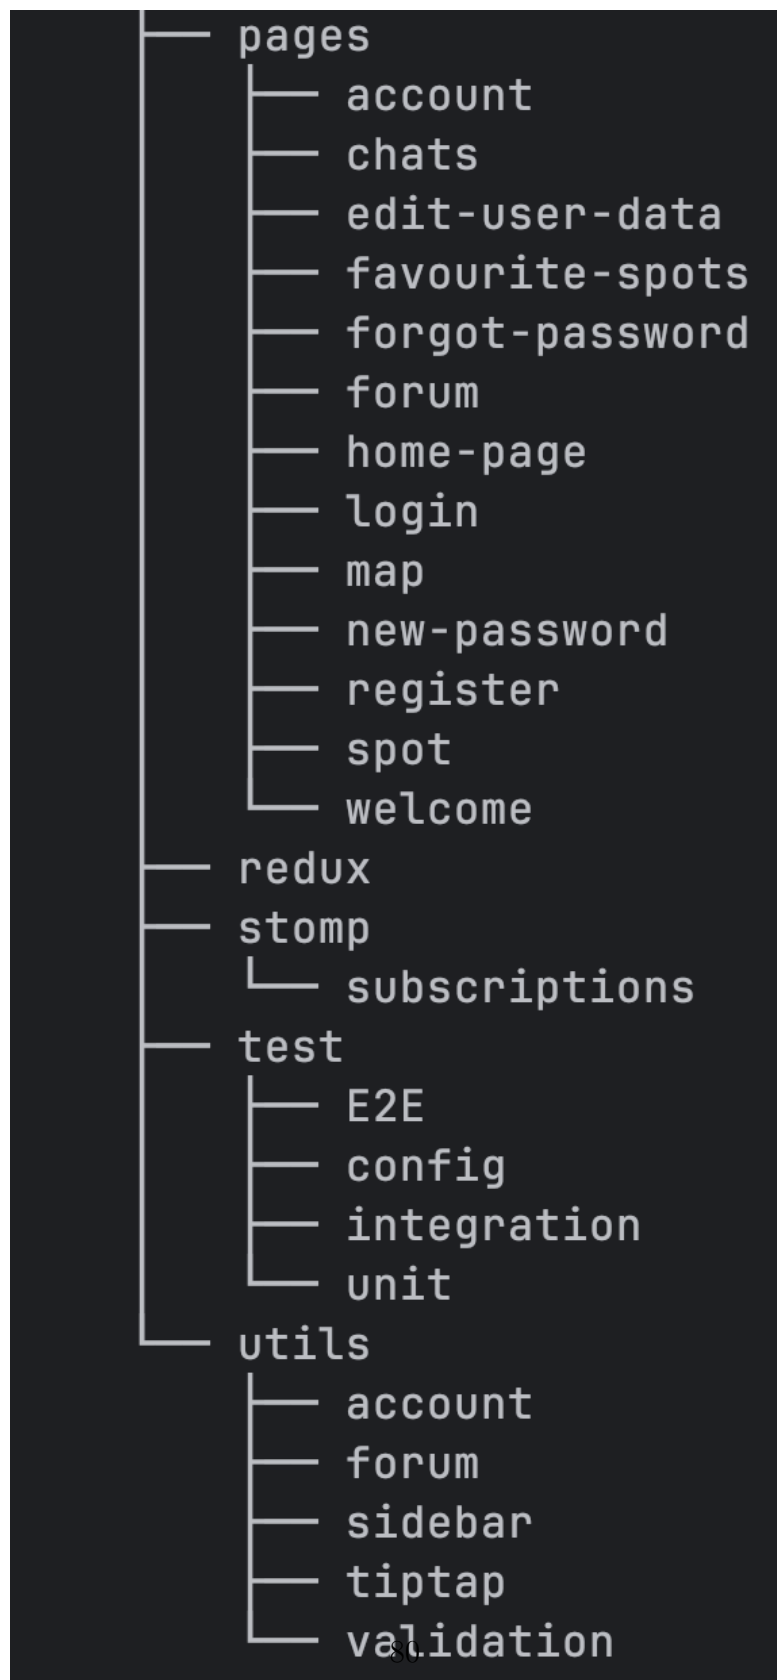 pages
account
chats
edit-user-data
favourite-spots
forgot-password
forum
home-page
login
map
new-password
register
spot
welcome
redux
stomp
subscriptions
test
E2E
config
integration
unit
utils
account
forum
sidebar
tiptap
validation
80